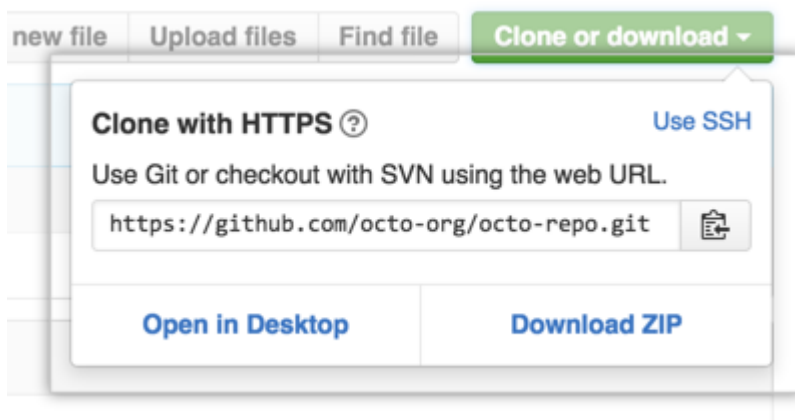 new file Upload files Find file Clone or download
Clone with HTTPS ? Use SSH
Use Git or checkout with SVN using the web URL.
https://github.com/octo-org/octo-repo.git
Open in Desktop Download ZIP